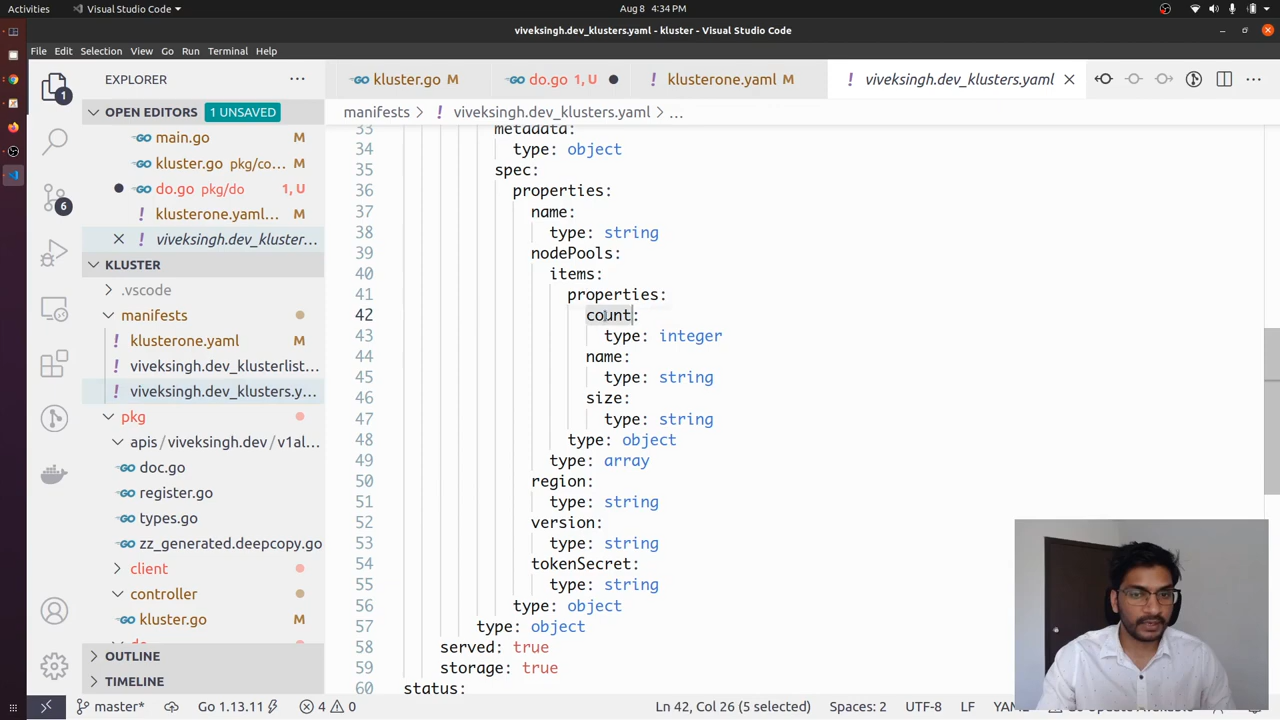 Activities
Visual Studio Code
Aug 8 4:34 PM
viveksingh.dev_klusters.yaml - kluster - Visual Studio Code
File Edit Selection View Go Run Terminal Help
EXPLORER
kluster.go M
do.go 1, U
klusterone.yaml M
viveksingh.dev_klusters.yaml
OPEN EDITORS 1 UNSAVED
manifests > ! viveksingh.dev_klusters.yaml > ...
main.go M
kluster.go pkg/co... M
do.go pkg/do 1, U
klusterone.yaml... M
viveksingh.dev_kluster...
KLUSTER
.vscode
manifests
klusterone.yaml M
viveksingh.dev_klusterlist...
viveksingh.dev_klusters.y...
pkg
apis/viveksingh.dev/v1al...
doc.go
register.go
types.go
zz_generated.deepcopy.go
client
controller
kluster.go M
do
OUTLINE
TIMELINE
1
6
33 metadata:
34 type: object
35 spec:
36 properties:
37 name:
38 type: string
39 nodePools:
40 items:
41 properties:
42 count:
43 type: integer
44 name:
45 type: string
46 size:
47 type: string
48 type: object
49 type: array
50 region:
51 type: string
52 version:
53 type: string
54 tokenSecret:
55 type: string
56 type: object
57 type: object
58 served: true
59 storage: true
60 status:
master* Go 1.13.11 4 0 Ln 42, Col 26 (5 selected) Spaces: 2 UTF-8 LF